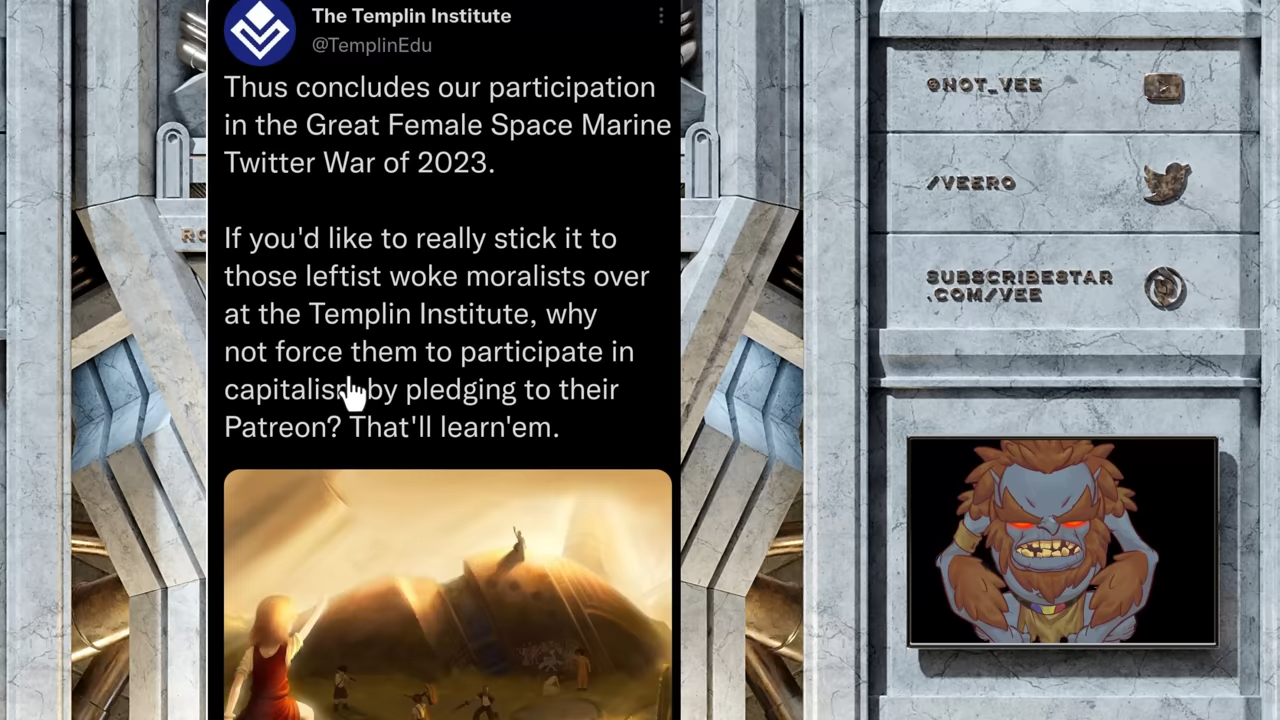 The Templin Institute
@TemplinEdu
Thus concludes our participation
in the Great Female Space Marine
Twitter War of 2023.
If you'd like to really stick it to
those leftist woke moralists over
at the Templin Institute, why
not force them to participate in
capitalism by pledging to their
Patreon? That'll learn'em.
@NOT_VEE
/VEERO
SUBSCRIBESTAR
.COM/VEE